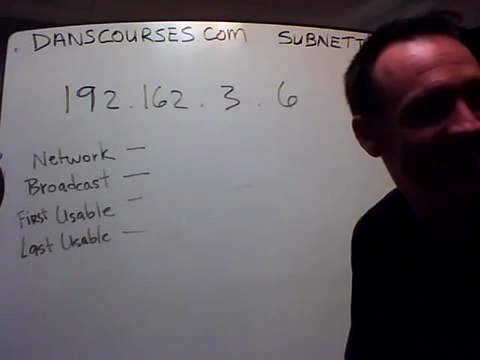 DANSCOURSES COM SUBNETT
192.162.3.6
Network —
Broadcast —
First Usable —
Last Usable —